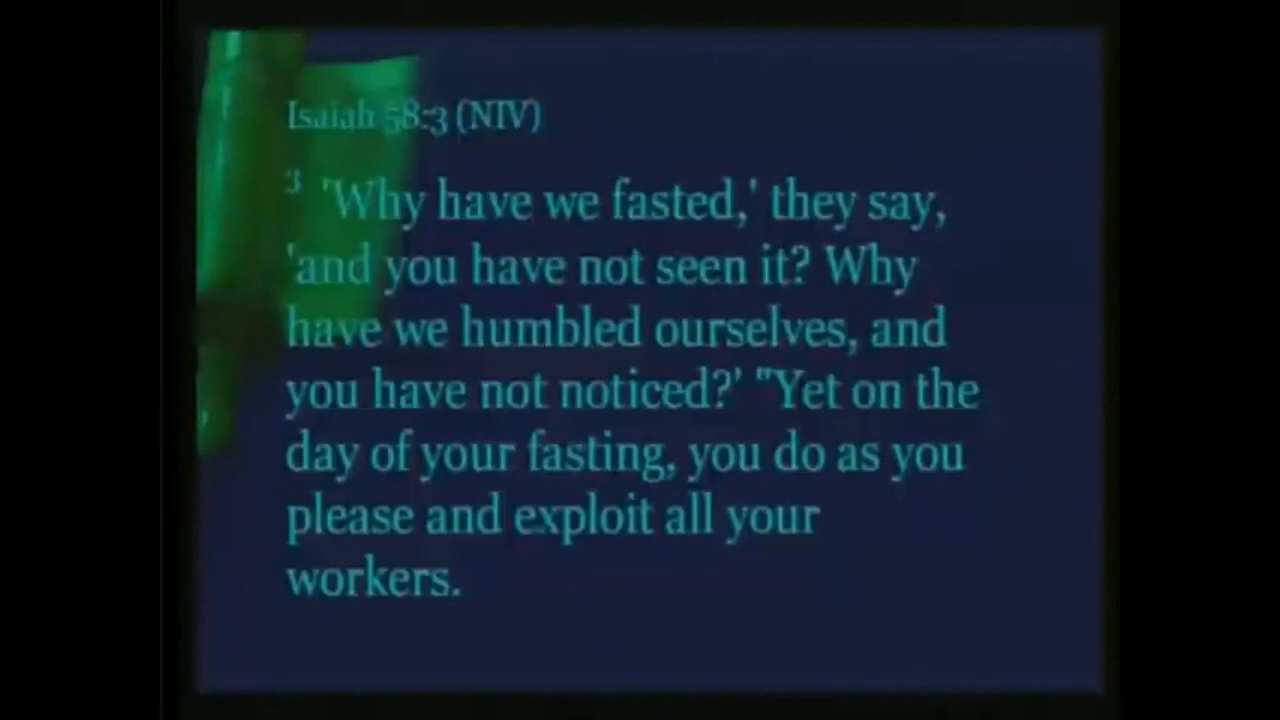 Isaiah 58:3 (NIV)
3 'Why have we fasted,' they say,
'and you have not seen it? Why
have we humbled ourselves, and
you have not noticed?' "Yet on the
day of your fasting, you do as you
please and exploit all your
workers.